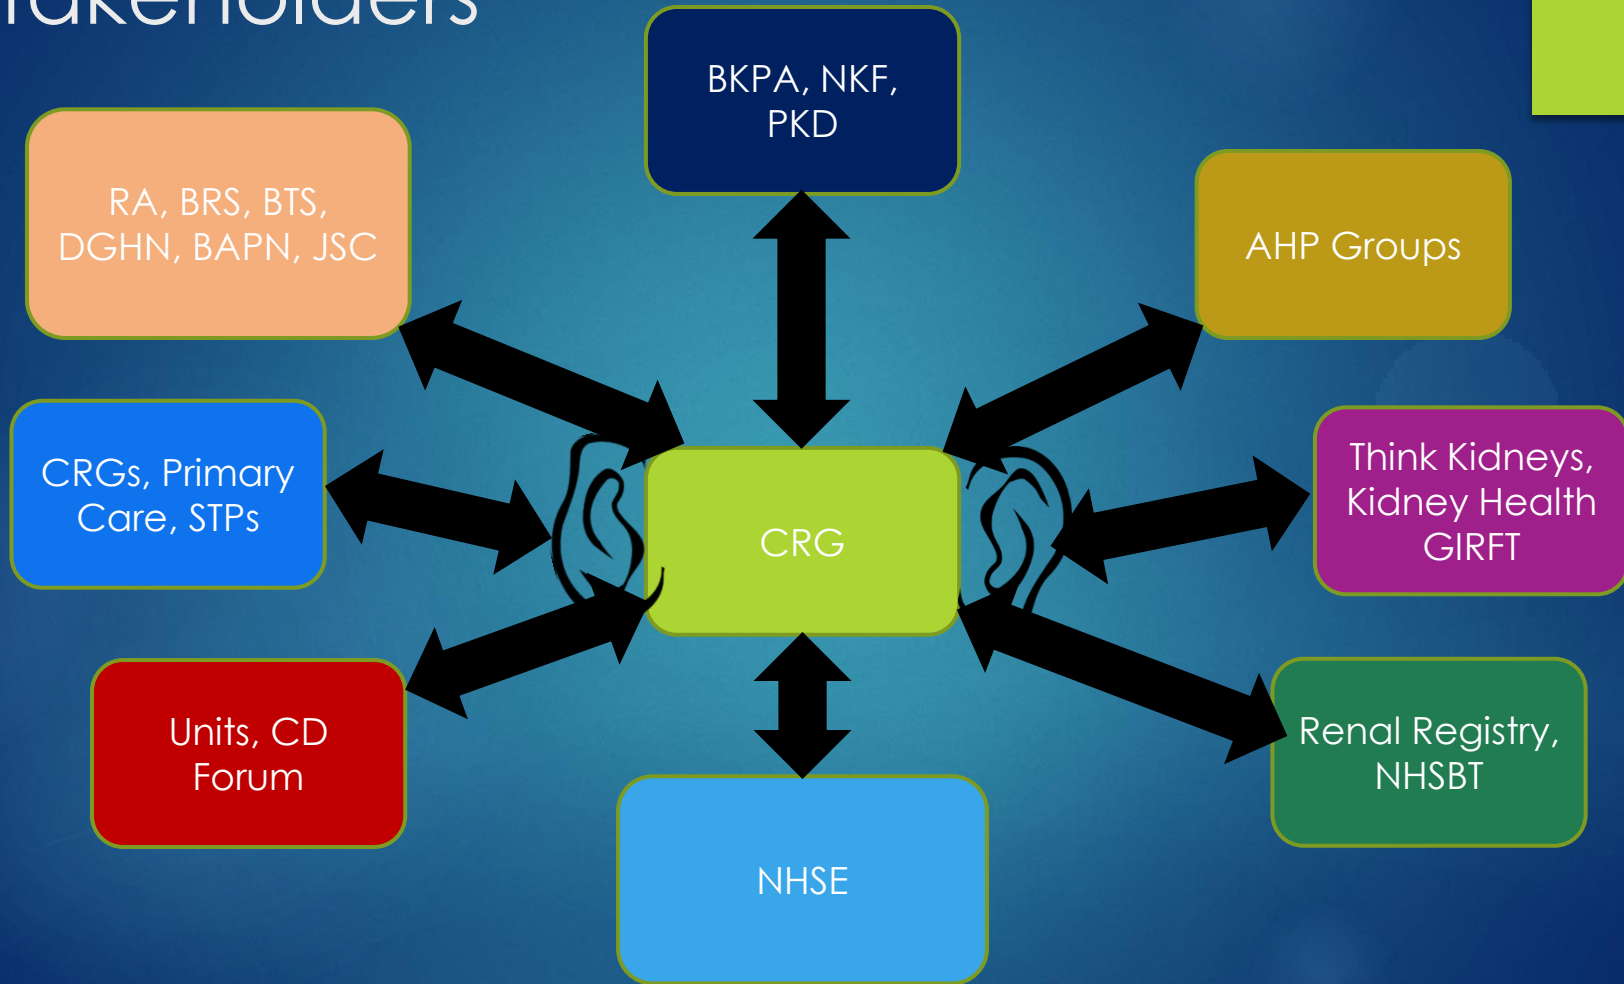 takeholders
BKPA, NKF,
PKD
RA, BRS, BTS,
DGHN, BAPN, JSC
AHP Groups
CRGs, Primary
Care, STPs
CRG
Think Kidneys,
Kidney Health
GIRFT
Units, CD
Forum
Renal Registry,
NHSBT
NHSE